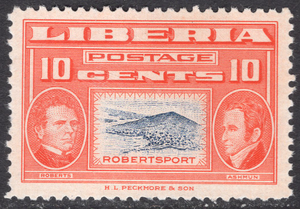 LIBERIA
POSTAGE
10 CENTS 10
ROBERTSPORT
ROBERTS ASHMUN
H L PECKMORE & SON